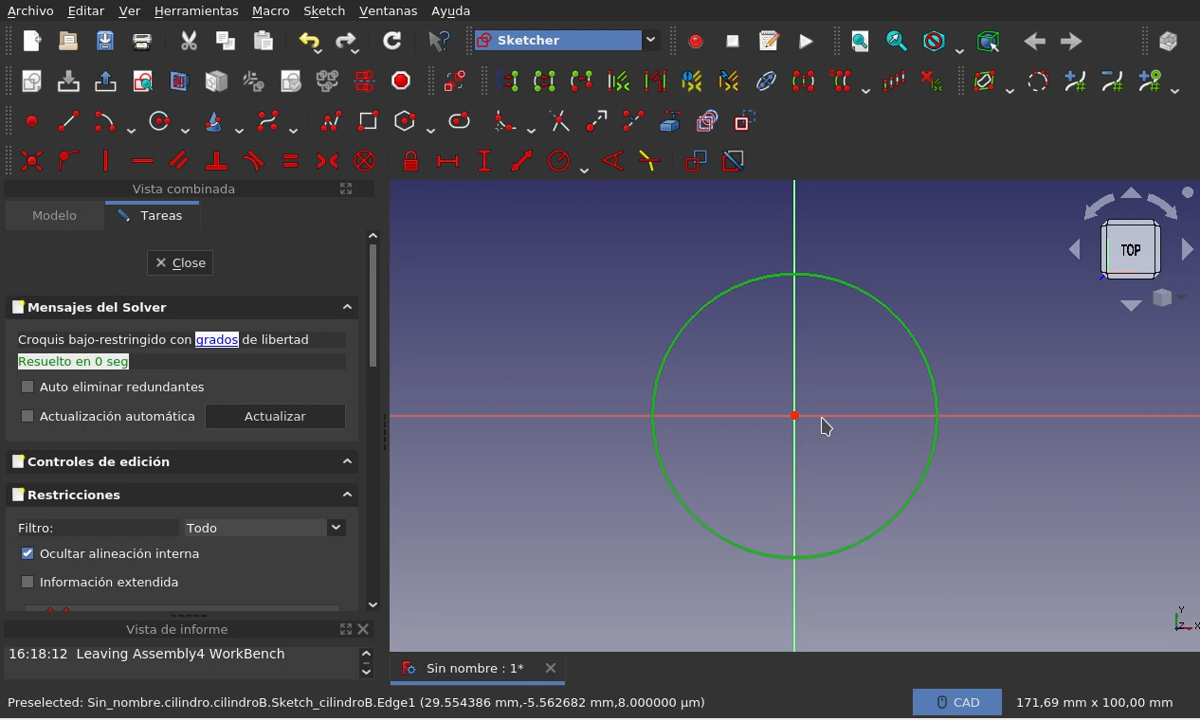 Archivo Editar Ver Herramientas Macro Sketch Ventanas Ayuda
Sketcher
Vista combinada
Modelo Tareas
Close
Mensajes del Solver
Croquis bajo-restringido con grados de libertad
Resuelto en 0 seg
Auto eliminar redundantes
Actualización automática Actualizar
Controles de edición
Restricciones
Filtro: Todo
Ocultar alineación interna
Información extendida
Vista de informe
16:18:12 Leaving Assembly4 WorkBench
TOP
Y
Z X
Sin nombre : 1*
Preselected: Sin_nombre.cilindro.cilindroB.Sketch_cilindroB.Edge1 (29.554386 mm,-5.562682 mm,8.000000 µm) CAD 171,69 mm x 100,00 mm